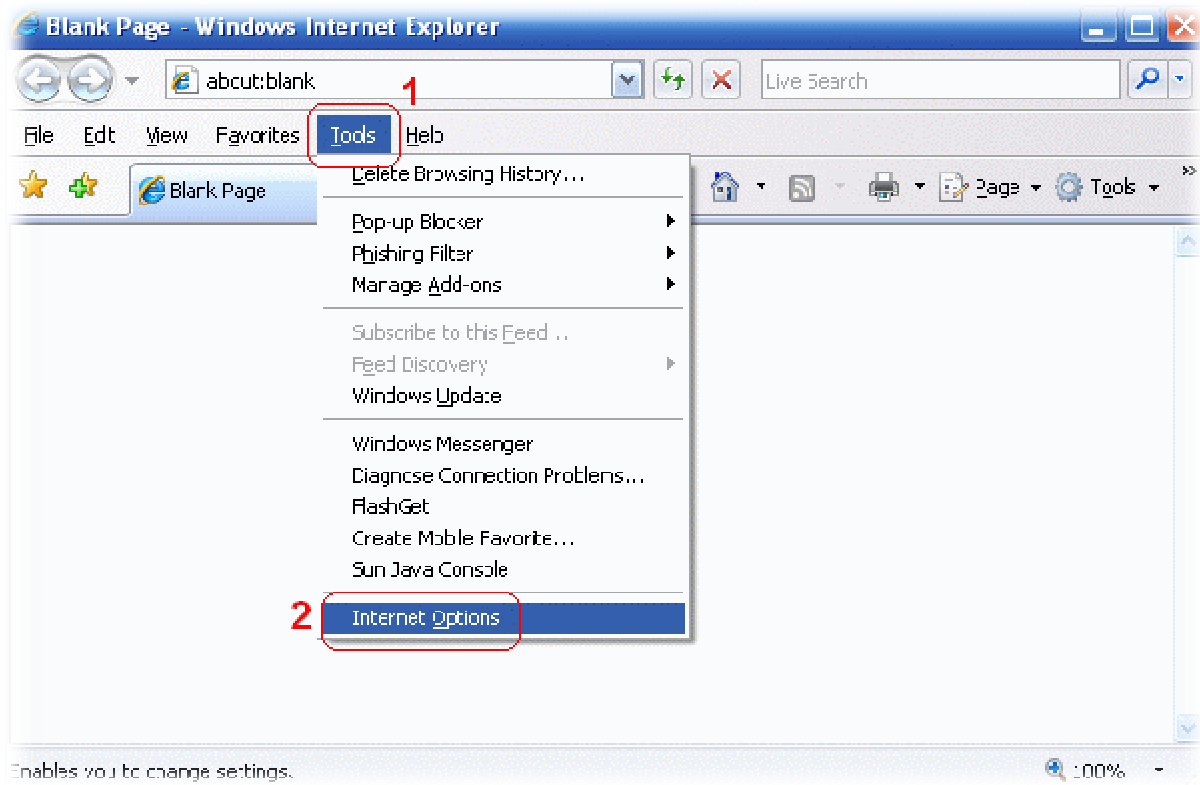 Blank Page - Windows Internet Explorer
about:blank
Live Search
1
File Edit View Favorites Tools Help
Delete Browsing History...
Blank Page
Page
Tools
»
Pop-up Blocker
Phishing Filter
Manage Add-ons
Subscribe to this Feed...
Feed Discovery
Windows Update
Windows Messenger
Diagnose Connection Problems...
FlashGet
Create Mobile Favorite...
Sun Java Console
2
Internet Options
Enables you to change settings.
100%